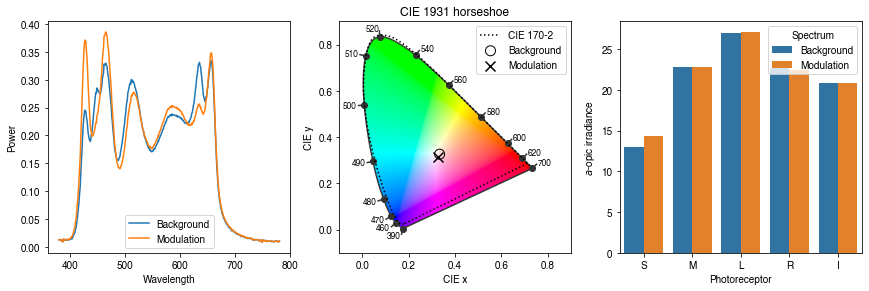 0.40
0.35
0.30
0.25
0.20
0.15
0.10
0.05
0.00
Power
400
500
600
700
800
Wavelength
Background
Modulation
CIE 1931 horseshoe
0.8
0.6
0.4
0.2
0.0
CIE y
0.0
0.2
0.4
0.6
0.8
CIE x
520
510
540
560
500
580
600
490
620
700
480
470
460
390
CIE 170-2
Background
Modulation
25
20
15
10
5
0
a-opic irradiance
S
M
L
R
I
Photoreceptor
Spectrum
Background
Modulation